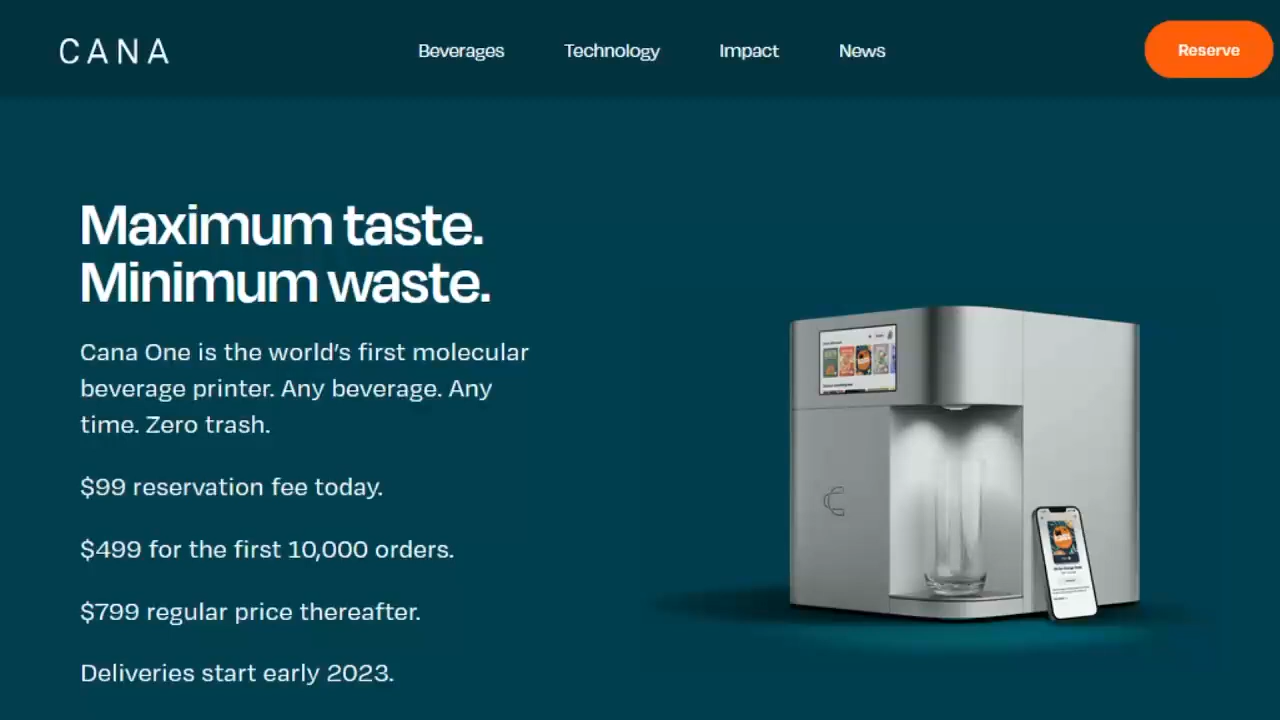 CANA
Beverages
Technology
Impact
News
Reserve
Maximum taste.
Minimum waste.
Cana One is the world's first molecular
beverage printer. Any beverage. Any
time. Zero trash.
$99 reservation fee today.
$499 for the first 10,000 orders.
$799 regular price thereafter.
Deliveries start early 2023.